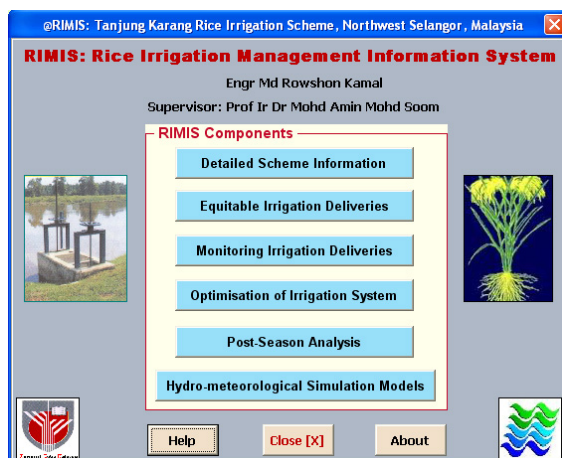 @RIMIS: Tanjung Karang Rice Irrigation Scheme, Northwest Selangor, Malaysia
RIMIS: Rice Irrigation Management Information System
Engr Md Rowshon Kamal
Supervisor: Prof Ir Dr Mohd Amin Mohd Soom
RIMIS Components
Detailed Scheme Information
Equitable Irrigation Deliveries
Monitoring Irrigation Deliveries
Optimisation of Irrigation System
Post-Season Analysis
Hydro-meteorological Simulation Models
Help
Close [X]
About